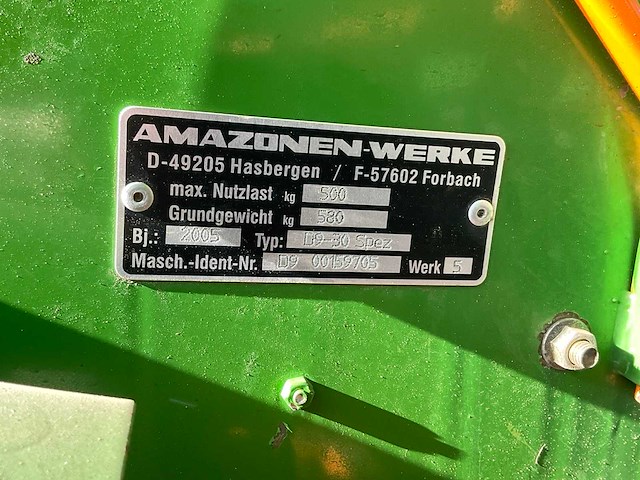 AMAZONEN-WERKE
D-49205 Hasbergen / F-57602 Forbach
max. Nutzlast kg 500
Grundgewicht kg 580
Bj.: 2005 Typ: D9-30 Spez
Masch.-Ident-Nr. D9 00159705 Werk 5